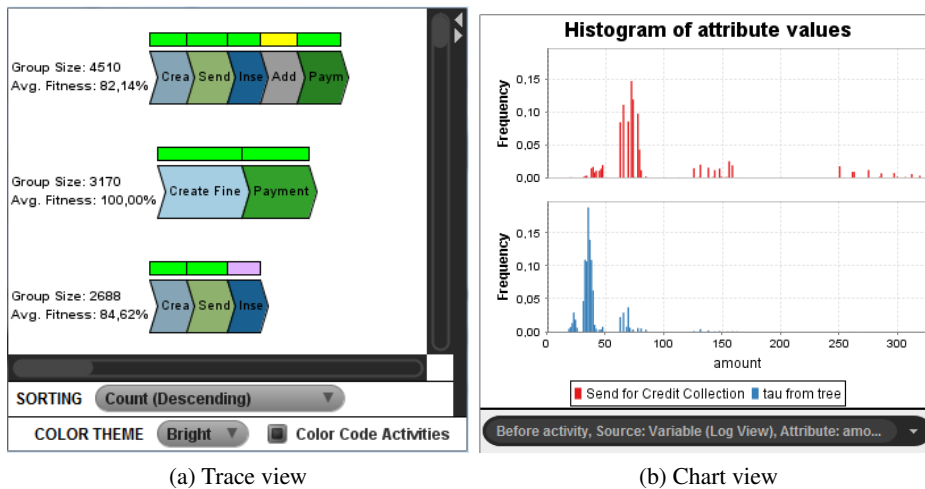 Group Size: 4510
Avg. Fitness: 82,14%
Crea Send Inse Add Paym
Group Size: 3170
Avg. Fitness: 100,00%
Create Fine Payment
Group Size: 2688
Avg. Fitness: 84,62%
Crea Send Inse
SORTING Count (Descending)
COLOR THEME Bright Color Code Activities
(a) Trace view
Histogram of attribute values
Frequency
0,15
0,10
0,05
0,00
Frequency
0,15
0,10
0,05
0,00
0 50 100 150 200 250 300
amount
Send for Credit Collection tau from tree
Before activity, Source: Variable (Log View), Attribute: amo...
(b) Chart view